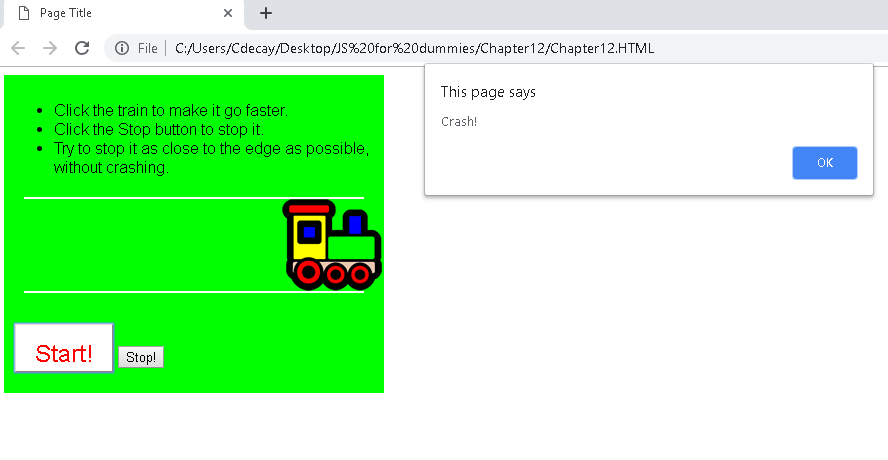 Page Title
File
C:/Users/Cdecay/Desktop/JS%20for%20dummies/Chapter12/Chapter12.HTML
This page says
Crash!
OK
Click the train to make it go faster.
Click the Stop button to stop it.
Try to stop it as close to the edge as possible,
without crashing.
Start!
Stop!